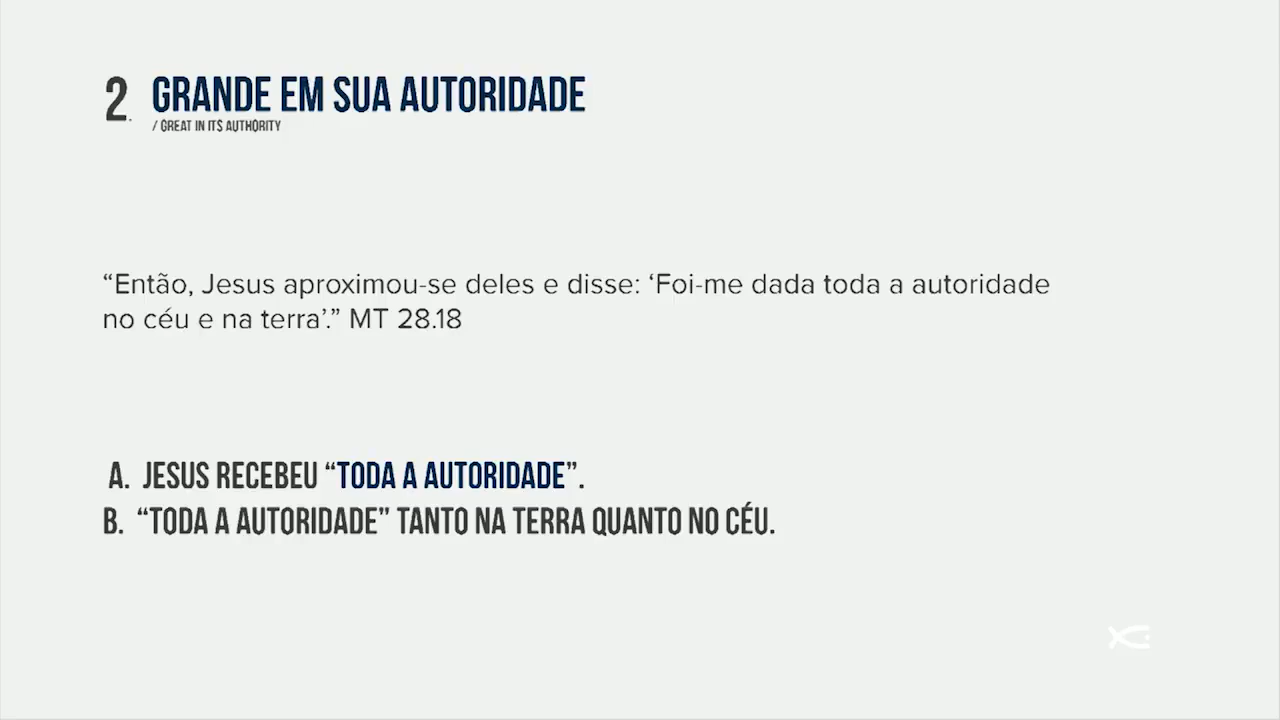 2. GRANDE EM SUA AUTORIDADE
/ GREAT IN ITS AUTHORITY
“Então, Jesus aproximou-se deles e disse: ‘Foi-me dada toda a autoridade
no céu e na terra’.” MT 28.18
A. JESUS RECEBEU “TODA A AUTORIDADE”.
B. “TODA A AUTORIDADE” TANTO NA TERRA QUANTO NO CÉU.